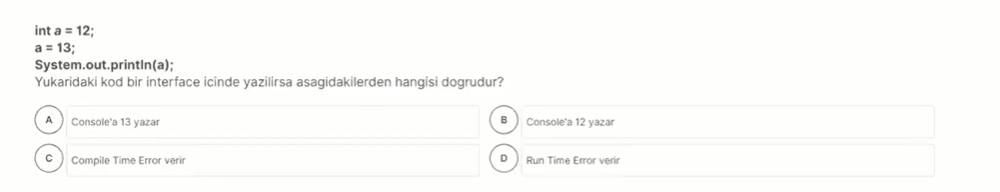 int a = 12;
a = 13;
System.out.println(a);
Yukaridaki kod bir interface icinde yazilirsa asagidakilerden hangisi dogrudur?
A Console'a 13 yazar
B Console'a 12 yazar
C Compile Time Error verir
D Run Time Error verir